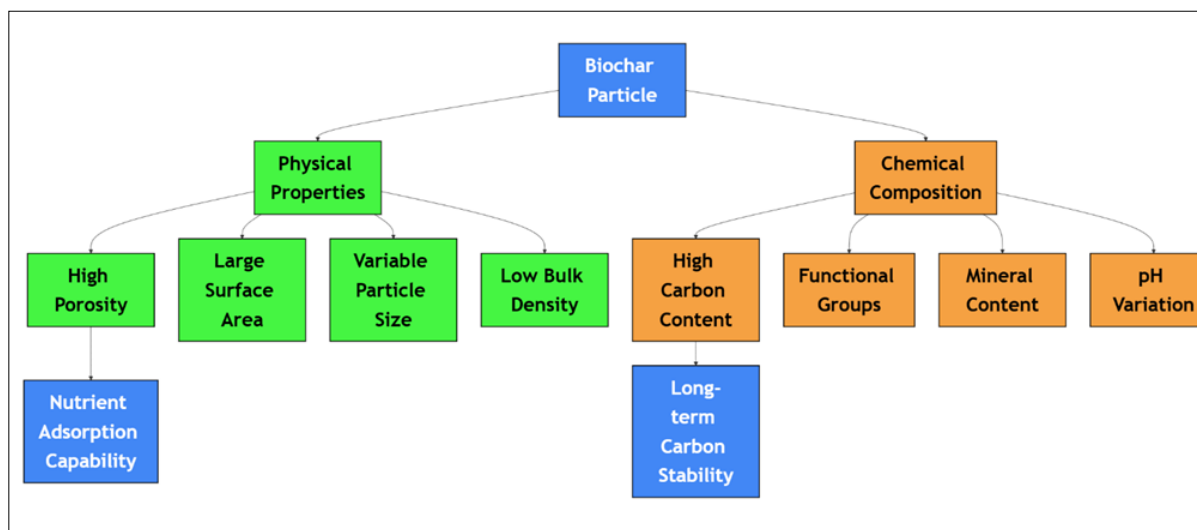 Biochar
Particle
Physical
Properties
Chemical
Composition
High
Porosity
Large
Surface
Area
Variable
Particle
Size
Low Bulk
Density
High
Carbon
Content
Functional
Groups
Mineral
Content
pH
Variation
Nutrient
Adsorption
Capability
Long-
term
Carbon
Stability